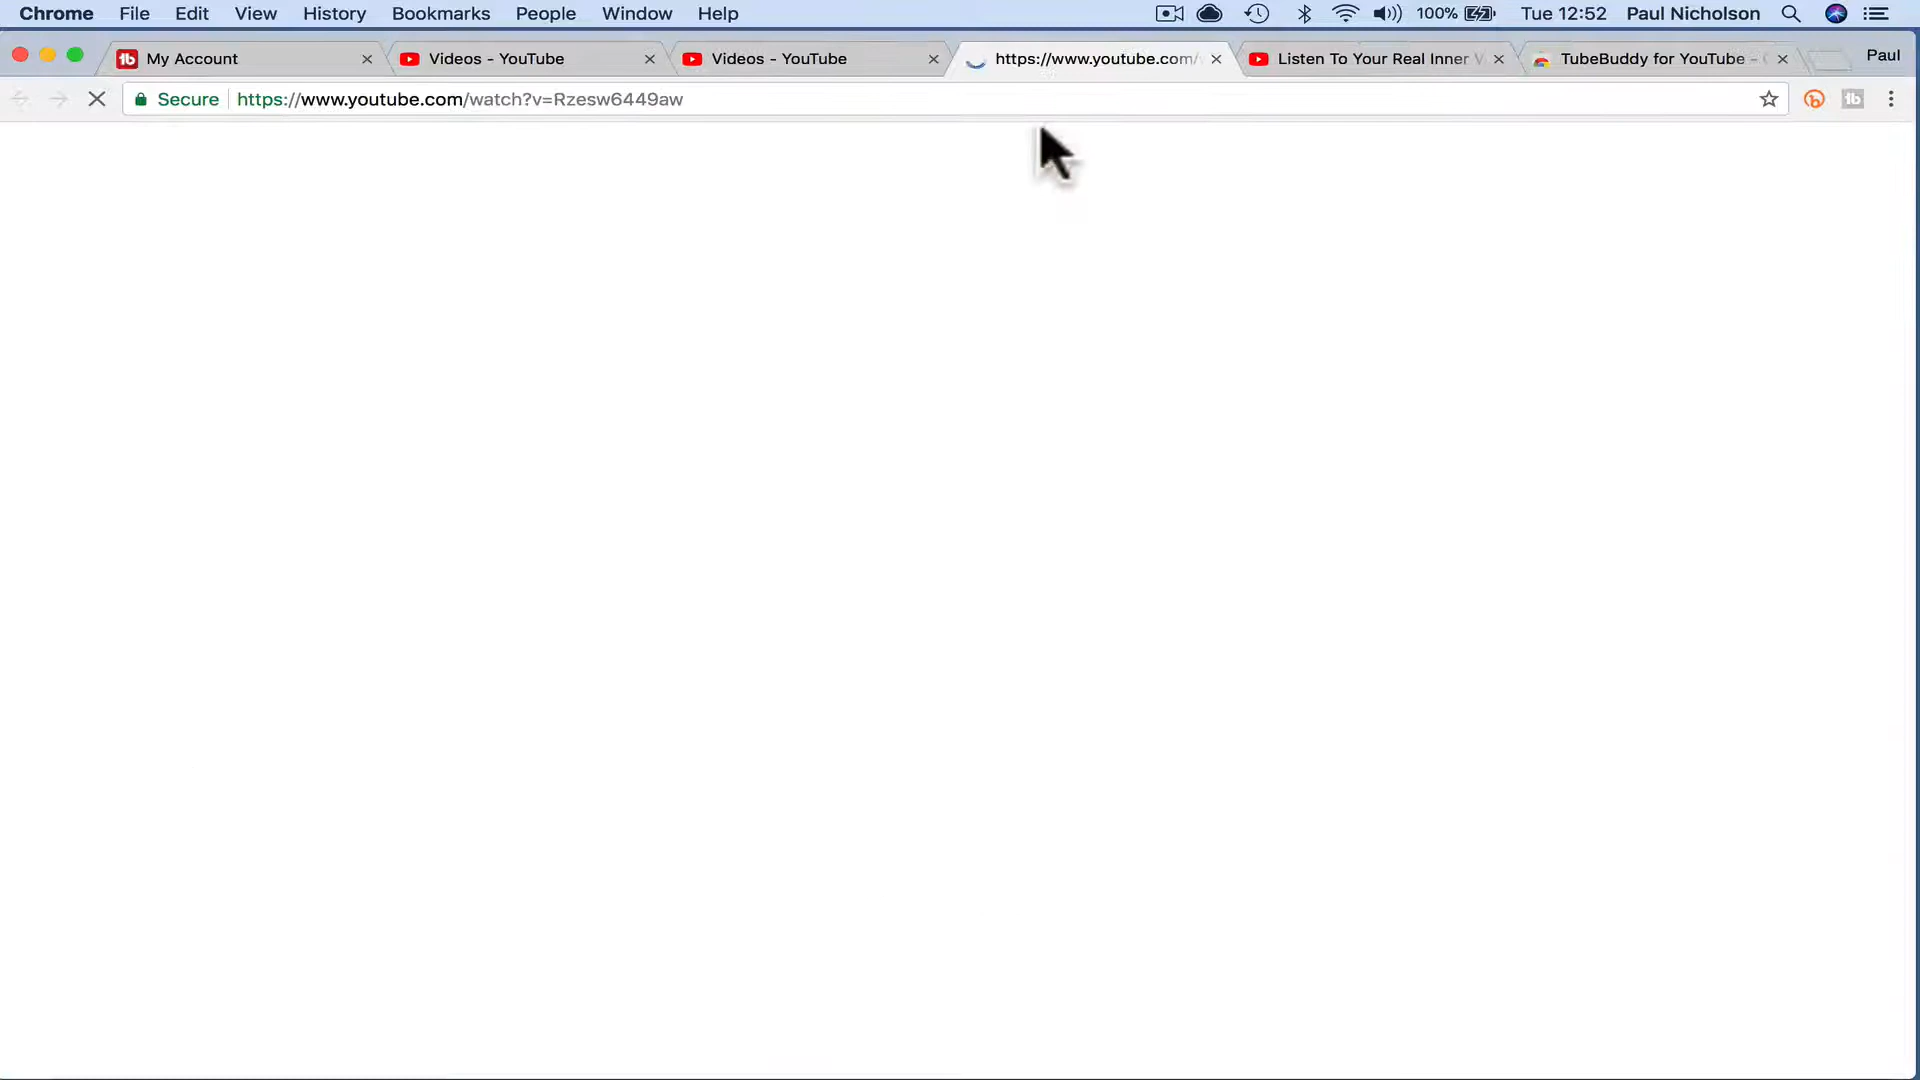 Chrome File Edit View History Bookmarks People Window Help 100% Tue 12:52 Paul Nicholson
My Account Videos - YouTube Videos - YouTube https://www.youtube.com/ Listen To Your Real Inner TubeBuddy for YouTube - Paul
Secure https://www.youtube.com/watch?v=Rzesw6449aw